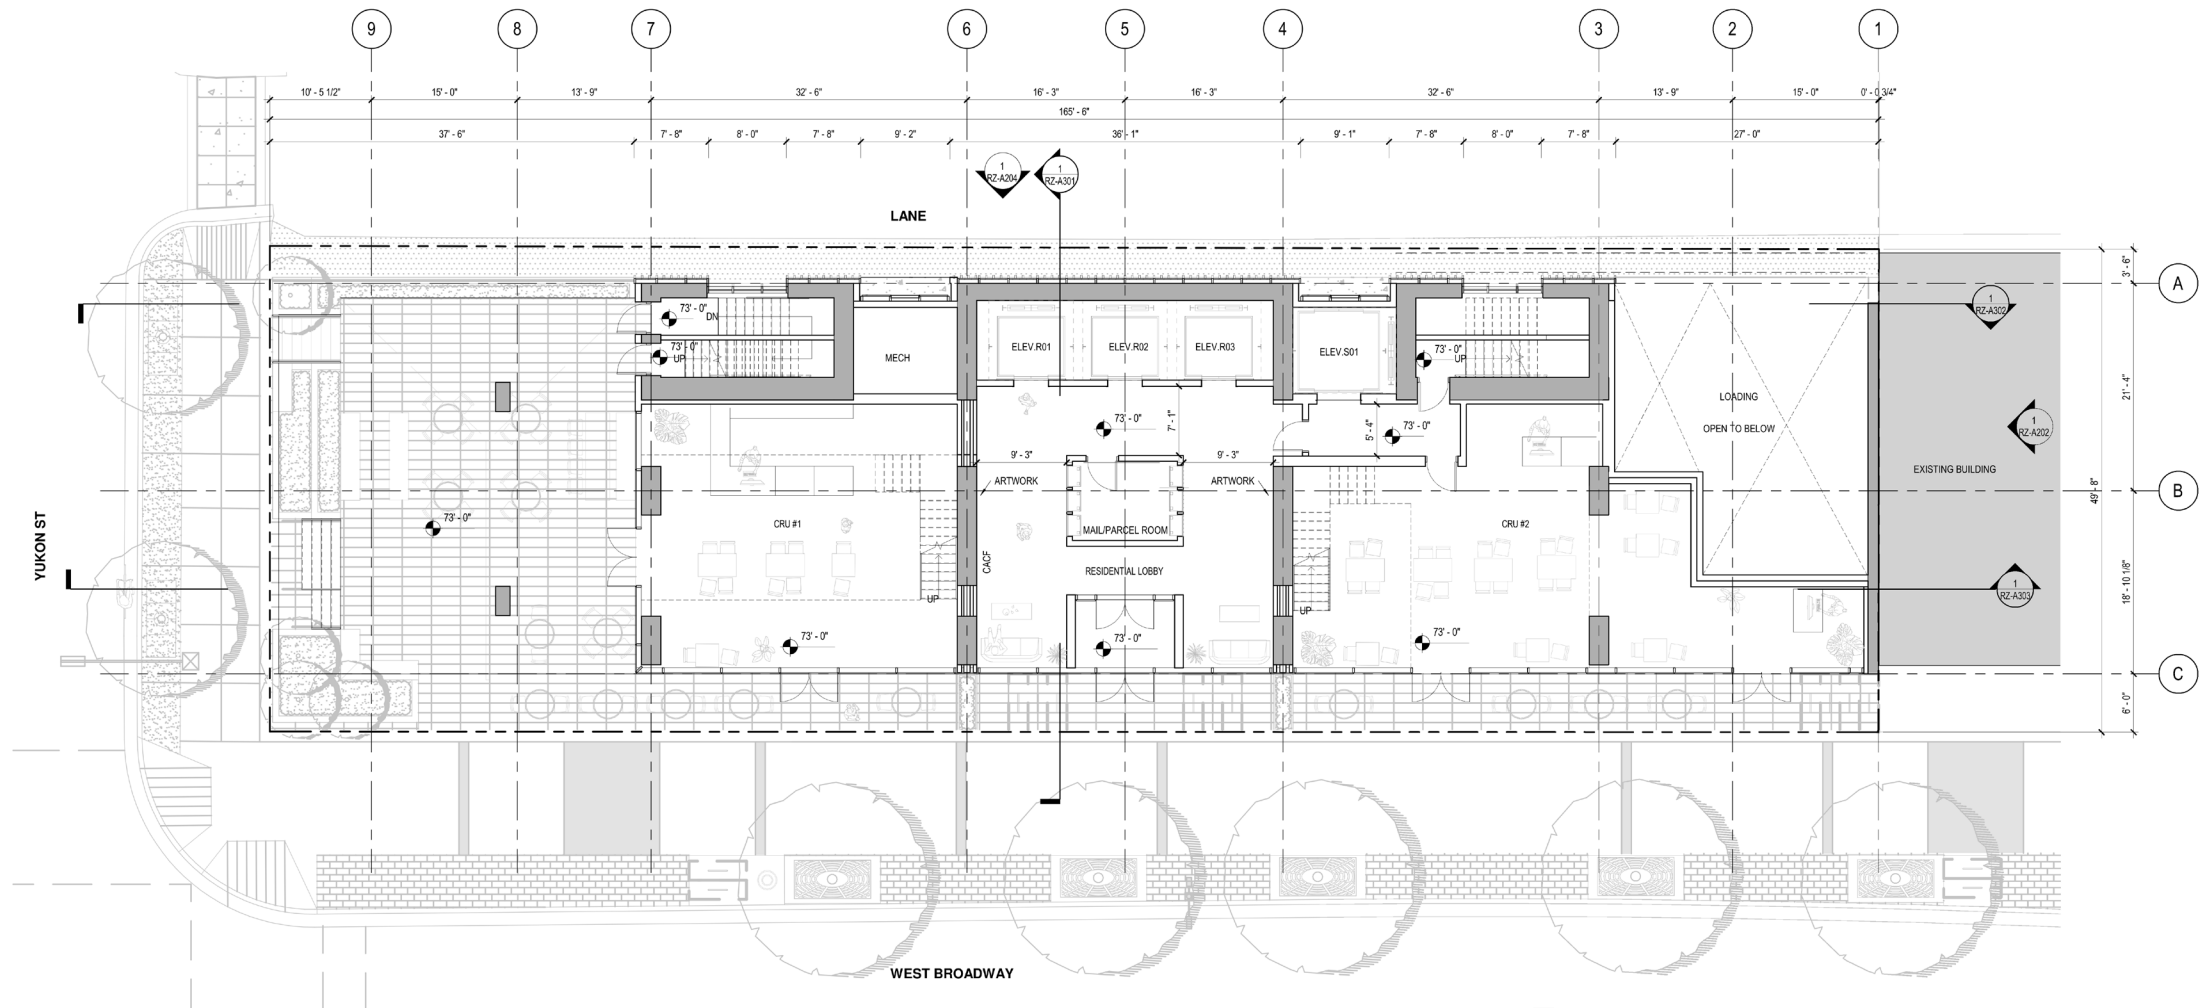 9 8 7 6 5 4 3 2 1
10' - 5 1/2" 15' - 0" 13' - 9" 32' - 6" 16' - 3" 16' - 3" 32' - 6" 13' - 9" 15' - 0" 0' - 0 3/4"
165' - 6"
37' - 6" 7' - 8" 8' - 0" 7' - 8" 9' - 2" 36' - 1" 9' - 1" 7' - 8" 8' - 0" 7' - 8" 27' - 0"
1 1
RZ-A204 RZ-A301
LANE
3' - 6"
A
1
RZ-A302
73' - 0"
DN
73' - 0"
UP
MECH
ELEV.R01 ELEV.R02 ELEV.R03 ELEV.S01
73' - 0"
UP
21' - 4"
LOADING
OPEN TO BELOW
1
RZ-A202
73' - 0"
7' - 1"
5' - 4"
73' - 0"
9' - 3" 9' - 3"
EXISTING BUILDING
ARTWORK ARTWORK
49' - 8"
B
73' - 0"
CRU #1
MAIL/PARCEL ROOM
CRU #2
YUKON ST
CACF
RESIDENTIAL LOBBY
18' - 10 1/8"
1
RZ-A303
UP
UP
73' - 0" 73' - 0" 73' - 0"
C
6' - 0"
WEST BROADWAY